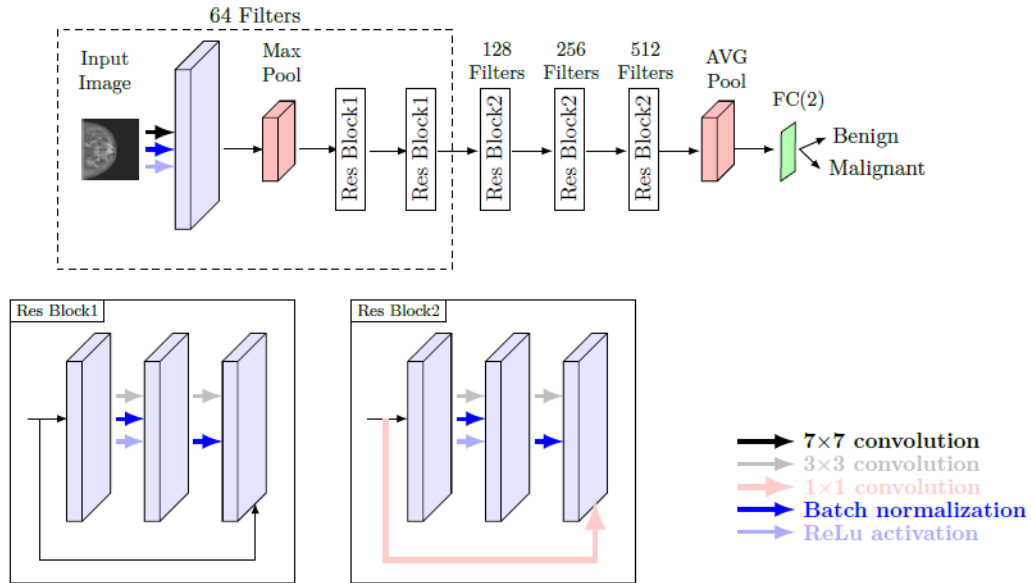 64 Filters
Input
Image
Max
Pool
Res Block1
Res Block1
128
Filters
256
Filters
512
Filters
Res Block2
Res Block2
Res Block2
AVG
Pool
FC(2)
Benign
Malignant
Res Block1
Res Block2
7×7 convolution
3×3 convolution
1×1 convolution
Batch normalization
ReLu activation